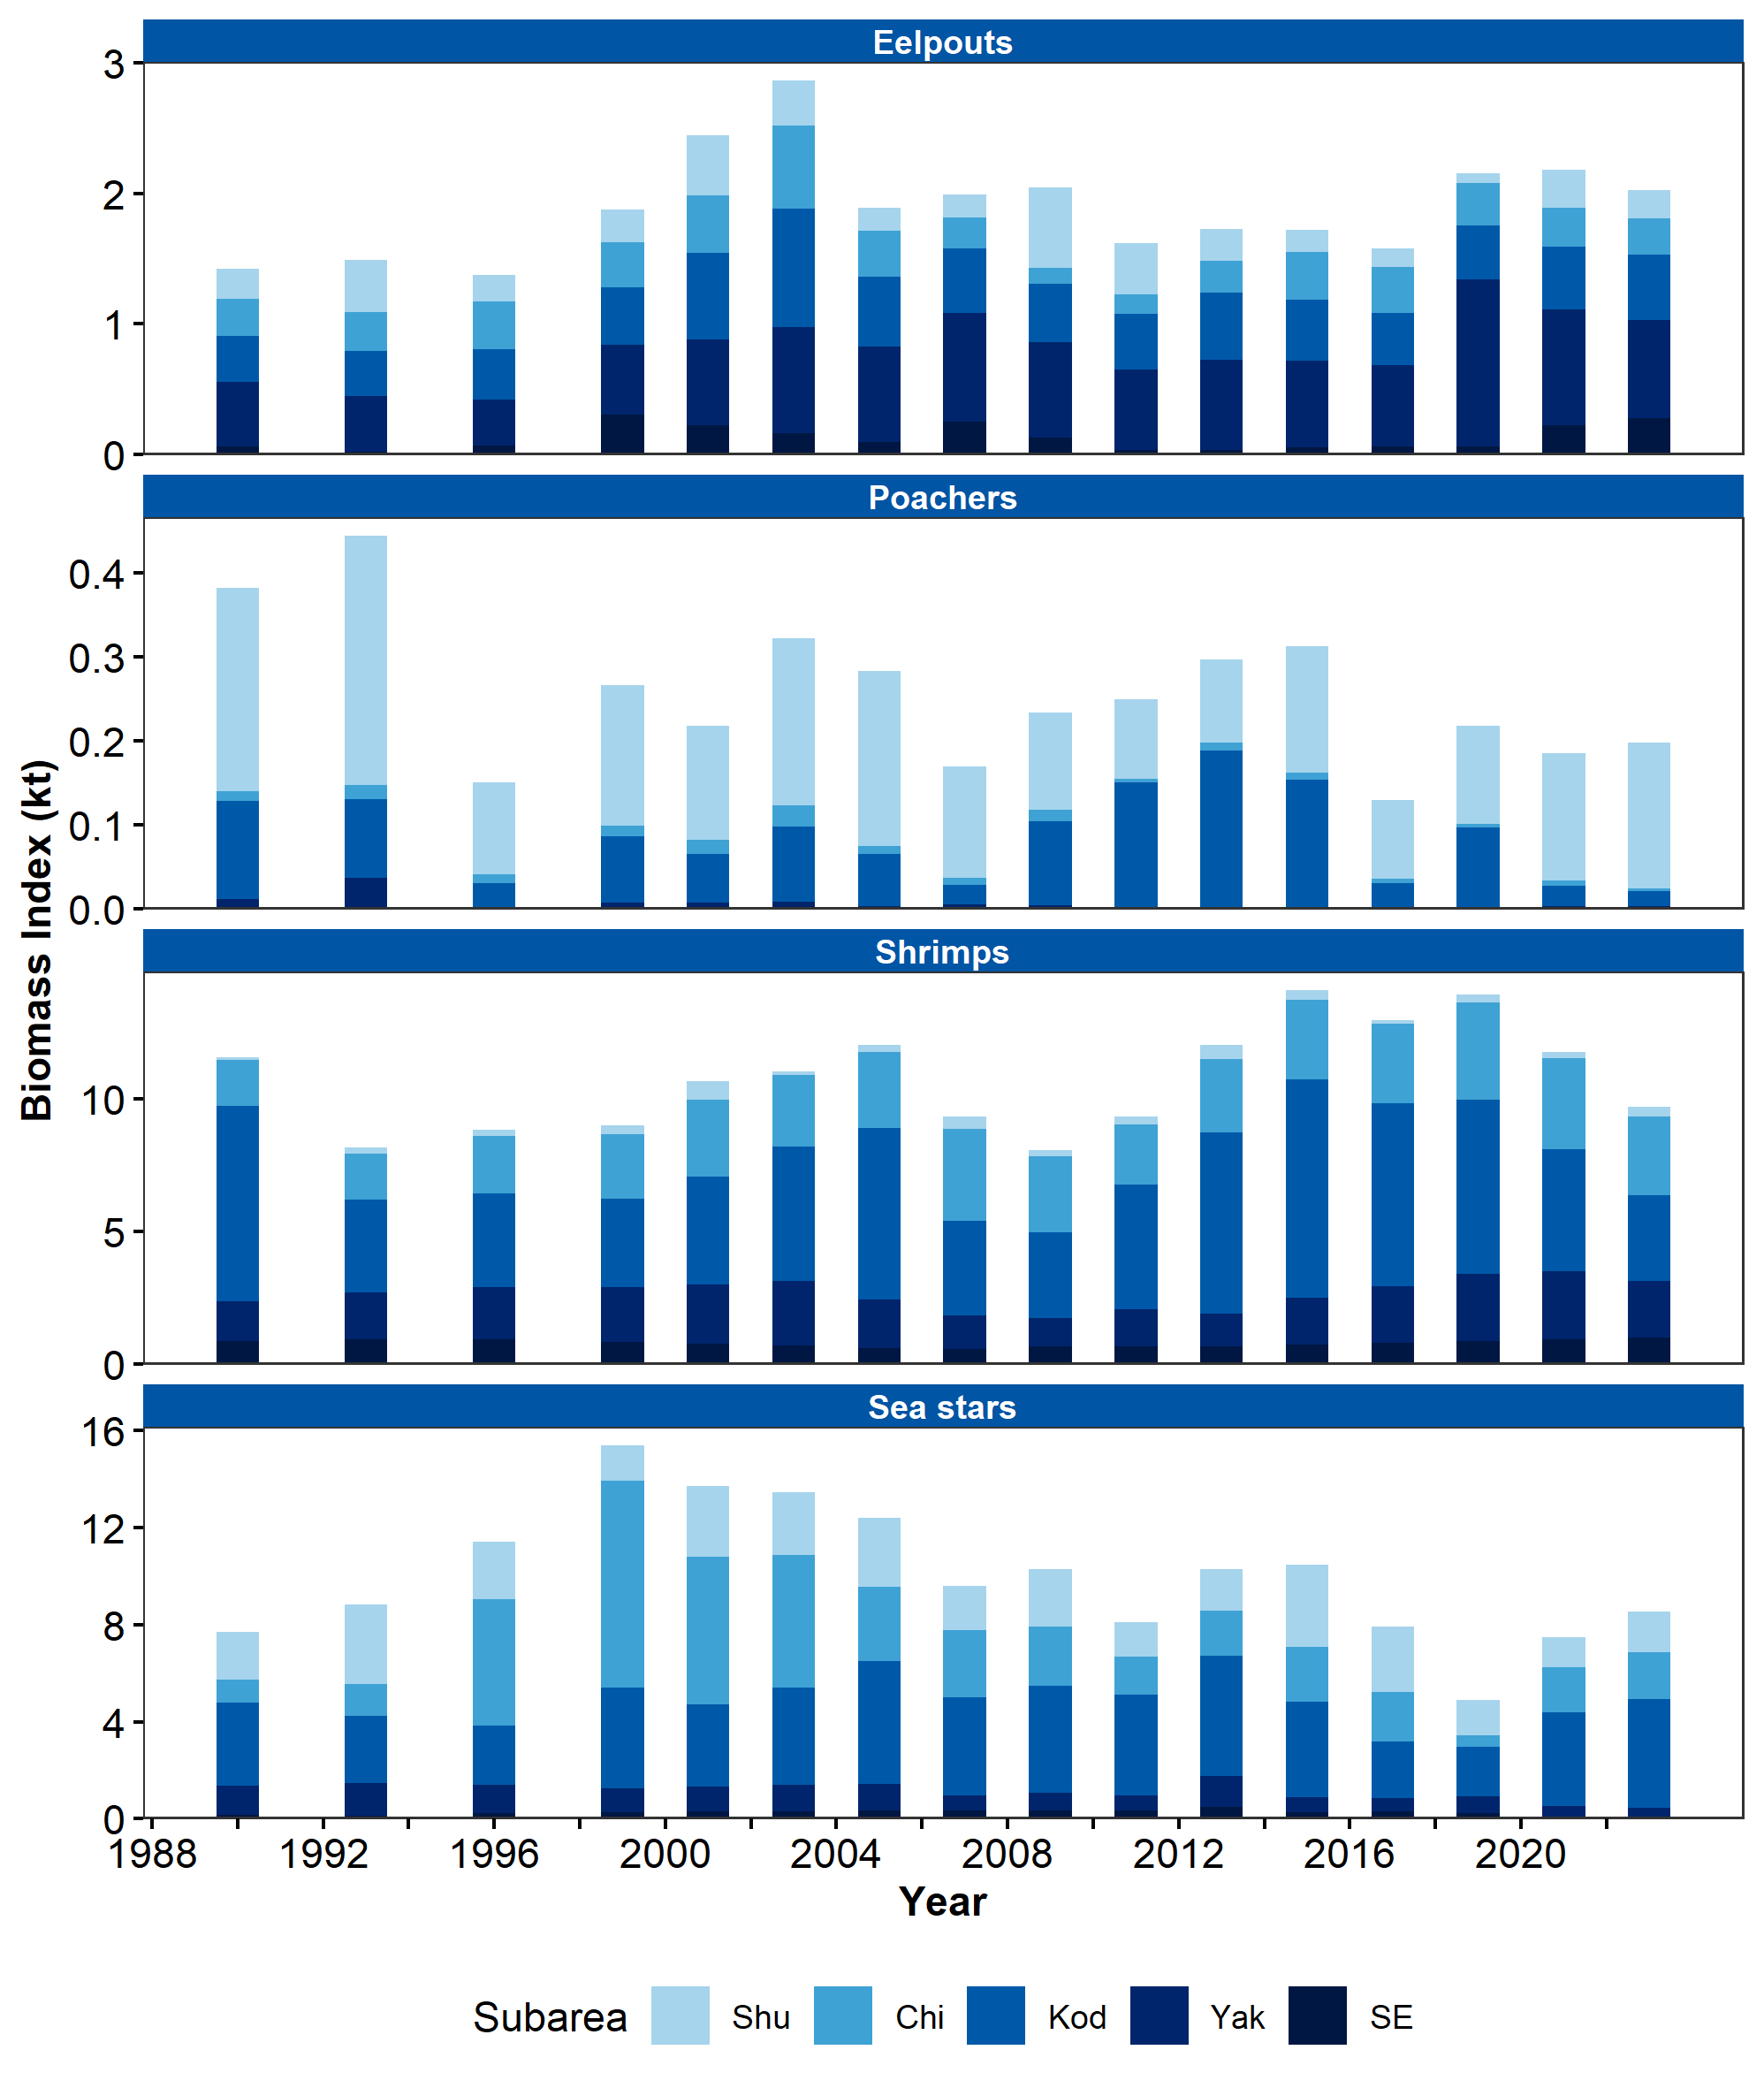 Eelpouts
3
2
1
0
Poachers
0.4
0.3
0.2
0.1
0.0
Biomass Index (kt)
Shrimps
10
5
0
Sea stars
16
12
8
4
0
1988 1992 1996 2000 2004 2008 2012 2016 2020
Year
Subarea Shu Chi Kod Yak SE